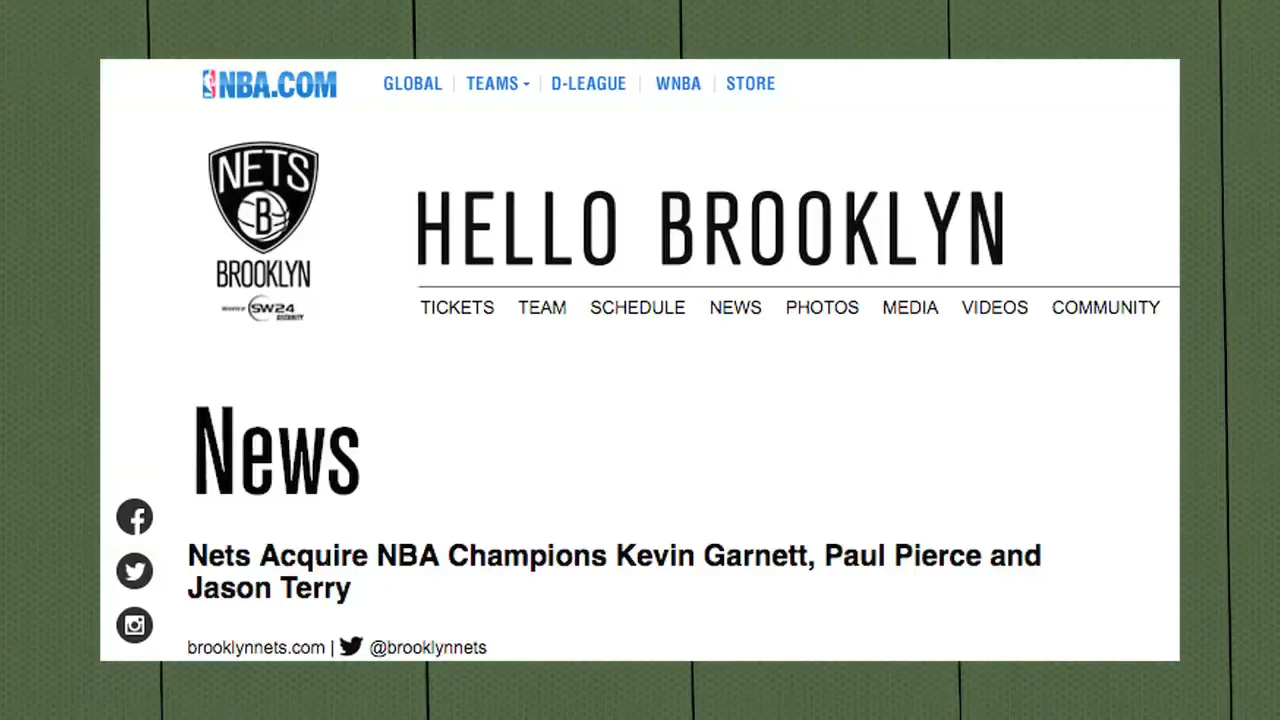 NBA.COM
GLOBAL TEAMS D-LEAGUE WNBA STORE
NETS
B
BROOKLYN
SW24
SECURITY
HELLO BROOKLYN
TICKETS TEAM SCHEDULE NEWS PHOTOS MEDIA VIDEOS COMMUNITY
News
Nets Acquire NBA Champions Kevin Garnett, Paul Pierce and
Jason Terry
brooklynnets.com | @brooklynnets